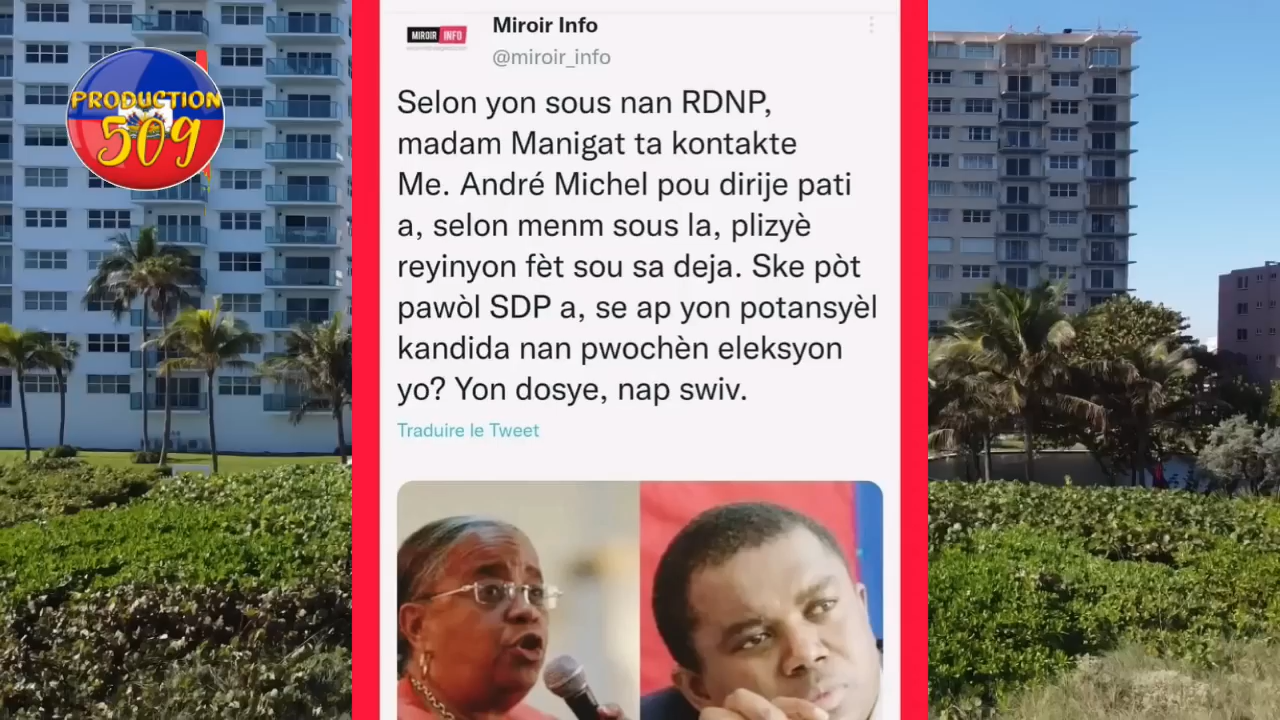 PRODUCTION
509
MIROIR INFO
Miroir Info
@miroir_info
Selon yon sous nan RDNP,
madam Manigat ta kontakte
Me. André Michel pou dirije pati
a, selon menm sous la, plizyè
reyinyon fèt sou sa deja. Ske pòt
pawòl SDP a, se ap yon potansyèl
kandida nan pwochèn eleksyon
yo? Yon dosye, nap swiv.
Traduire le Tweet